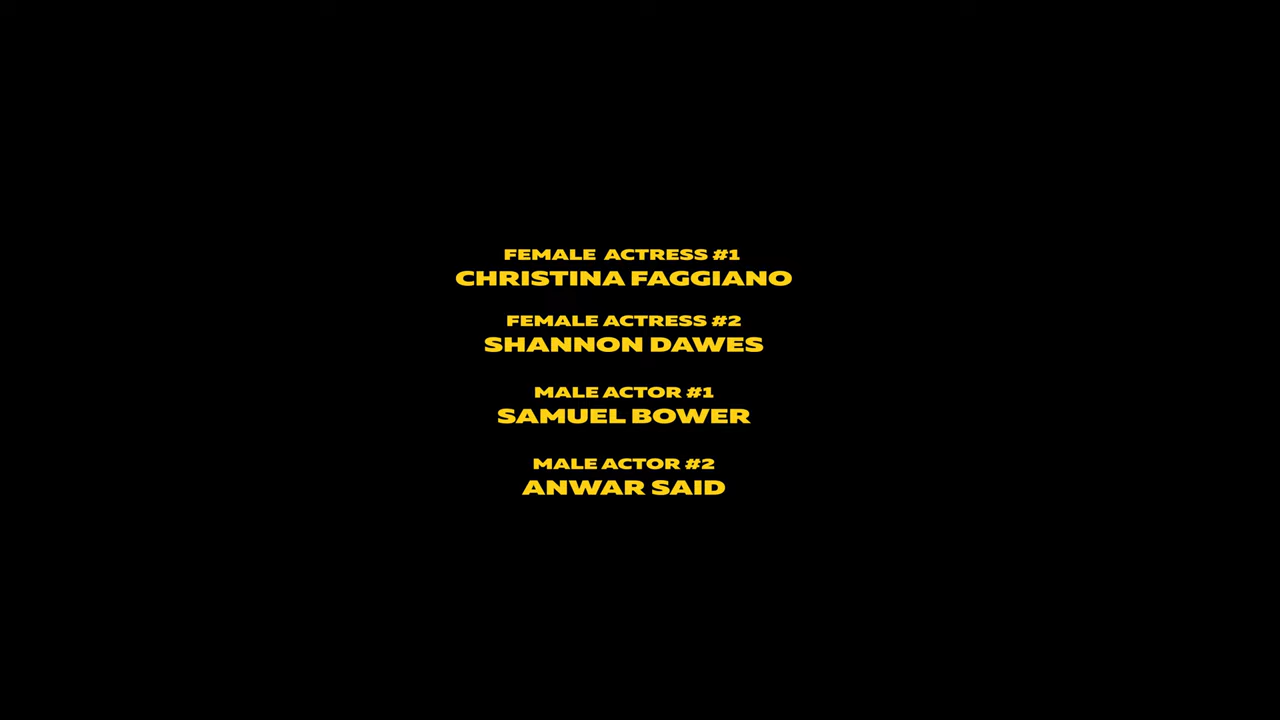 FEMALE ACTRESS #1
CHRISTINA FAGGIANO
FEMALE ACTRESS #2
SHANNON DAWES
MALE ACTOR #1
SAMUEL BOWER
MALE ACTOR #2
ANWAR SAID